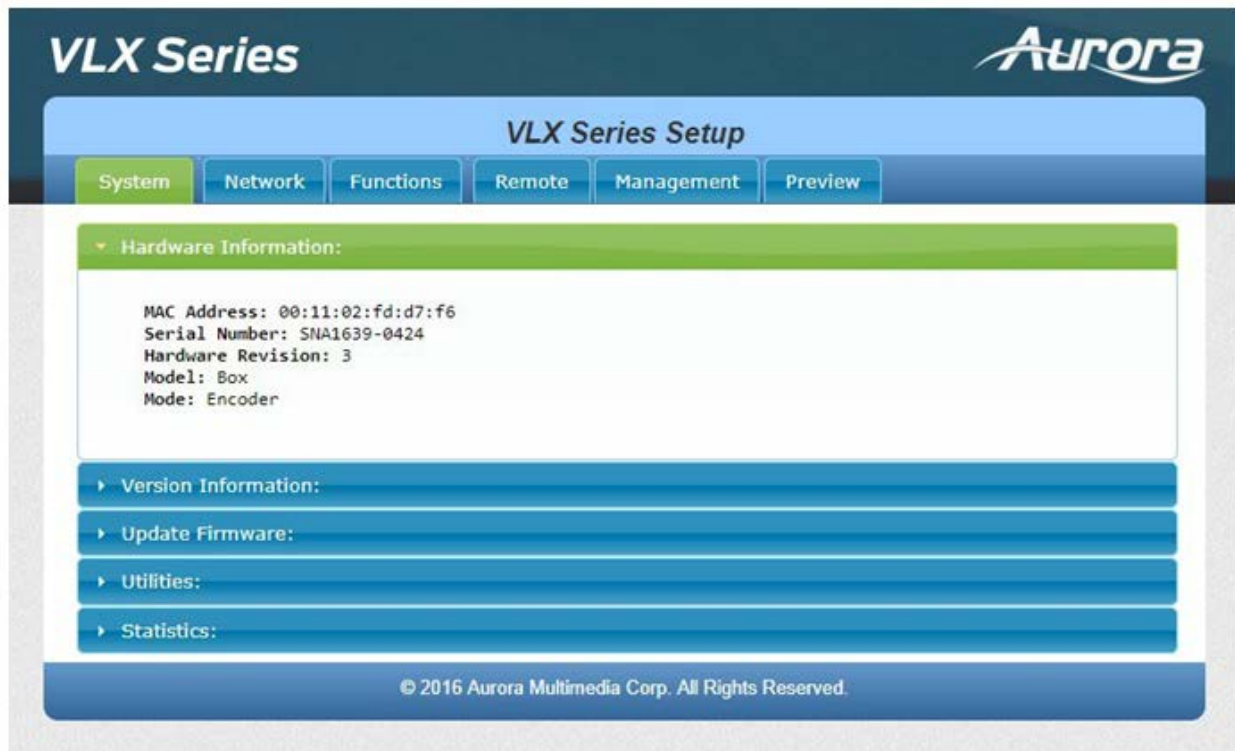 VLX Series
Aurora
VLX Series Setup
System
Network
Functions
Remote
Management
Preview
Hardware Information:
MAC Address: 00:11:02:fd:d7:f6
Serial Number: SNA1639-0424
Hardware Revision: 3
Model: Box
Mode: Encoder
Version Information:
Update Firmware:
Utilities:
Statistics:
© 2016 Aurora Multimedia Corp. All Rights Reserved.